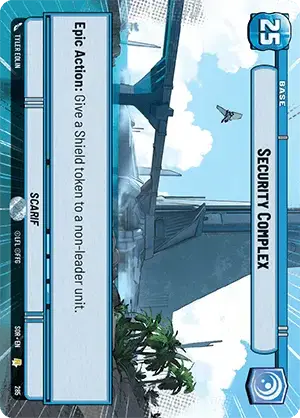 25
BASE
SECURITY COMPLEX
Epic Action: Give a Shield token to a non-leader unit.
SCARIF
TYLER EDLIN
©LFL ©FFG
SOR • EN
285